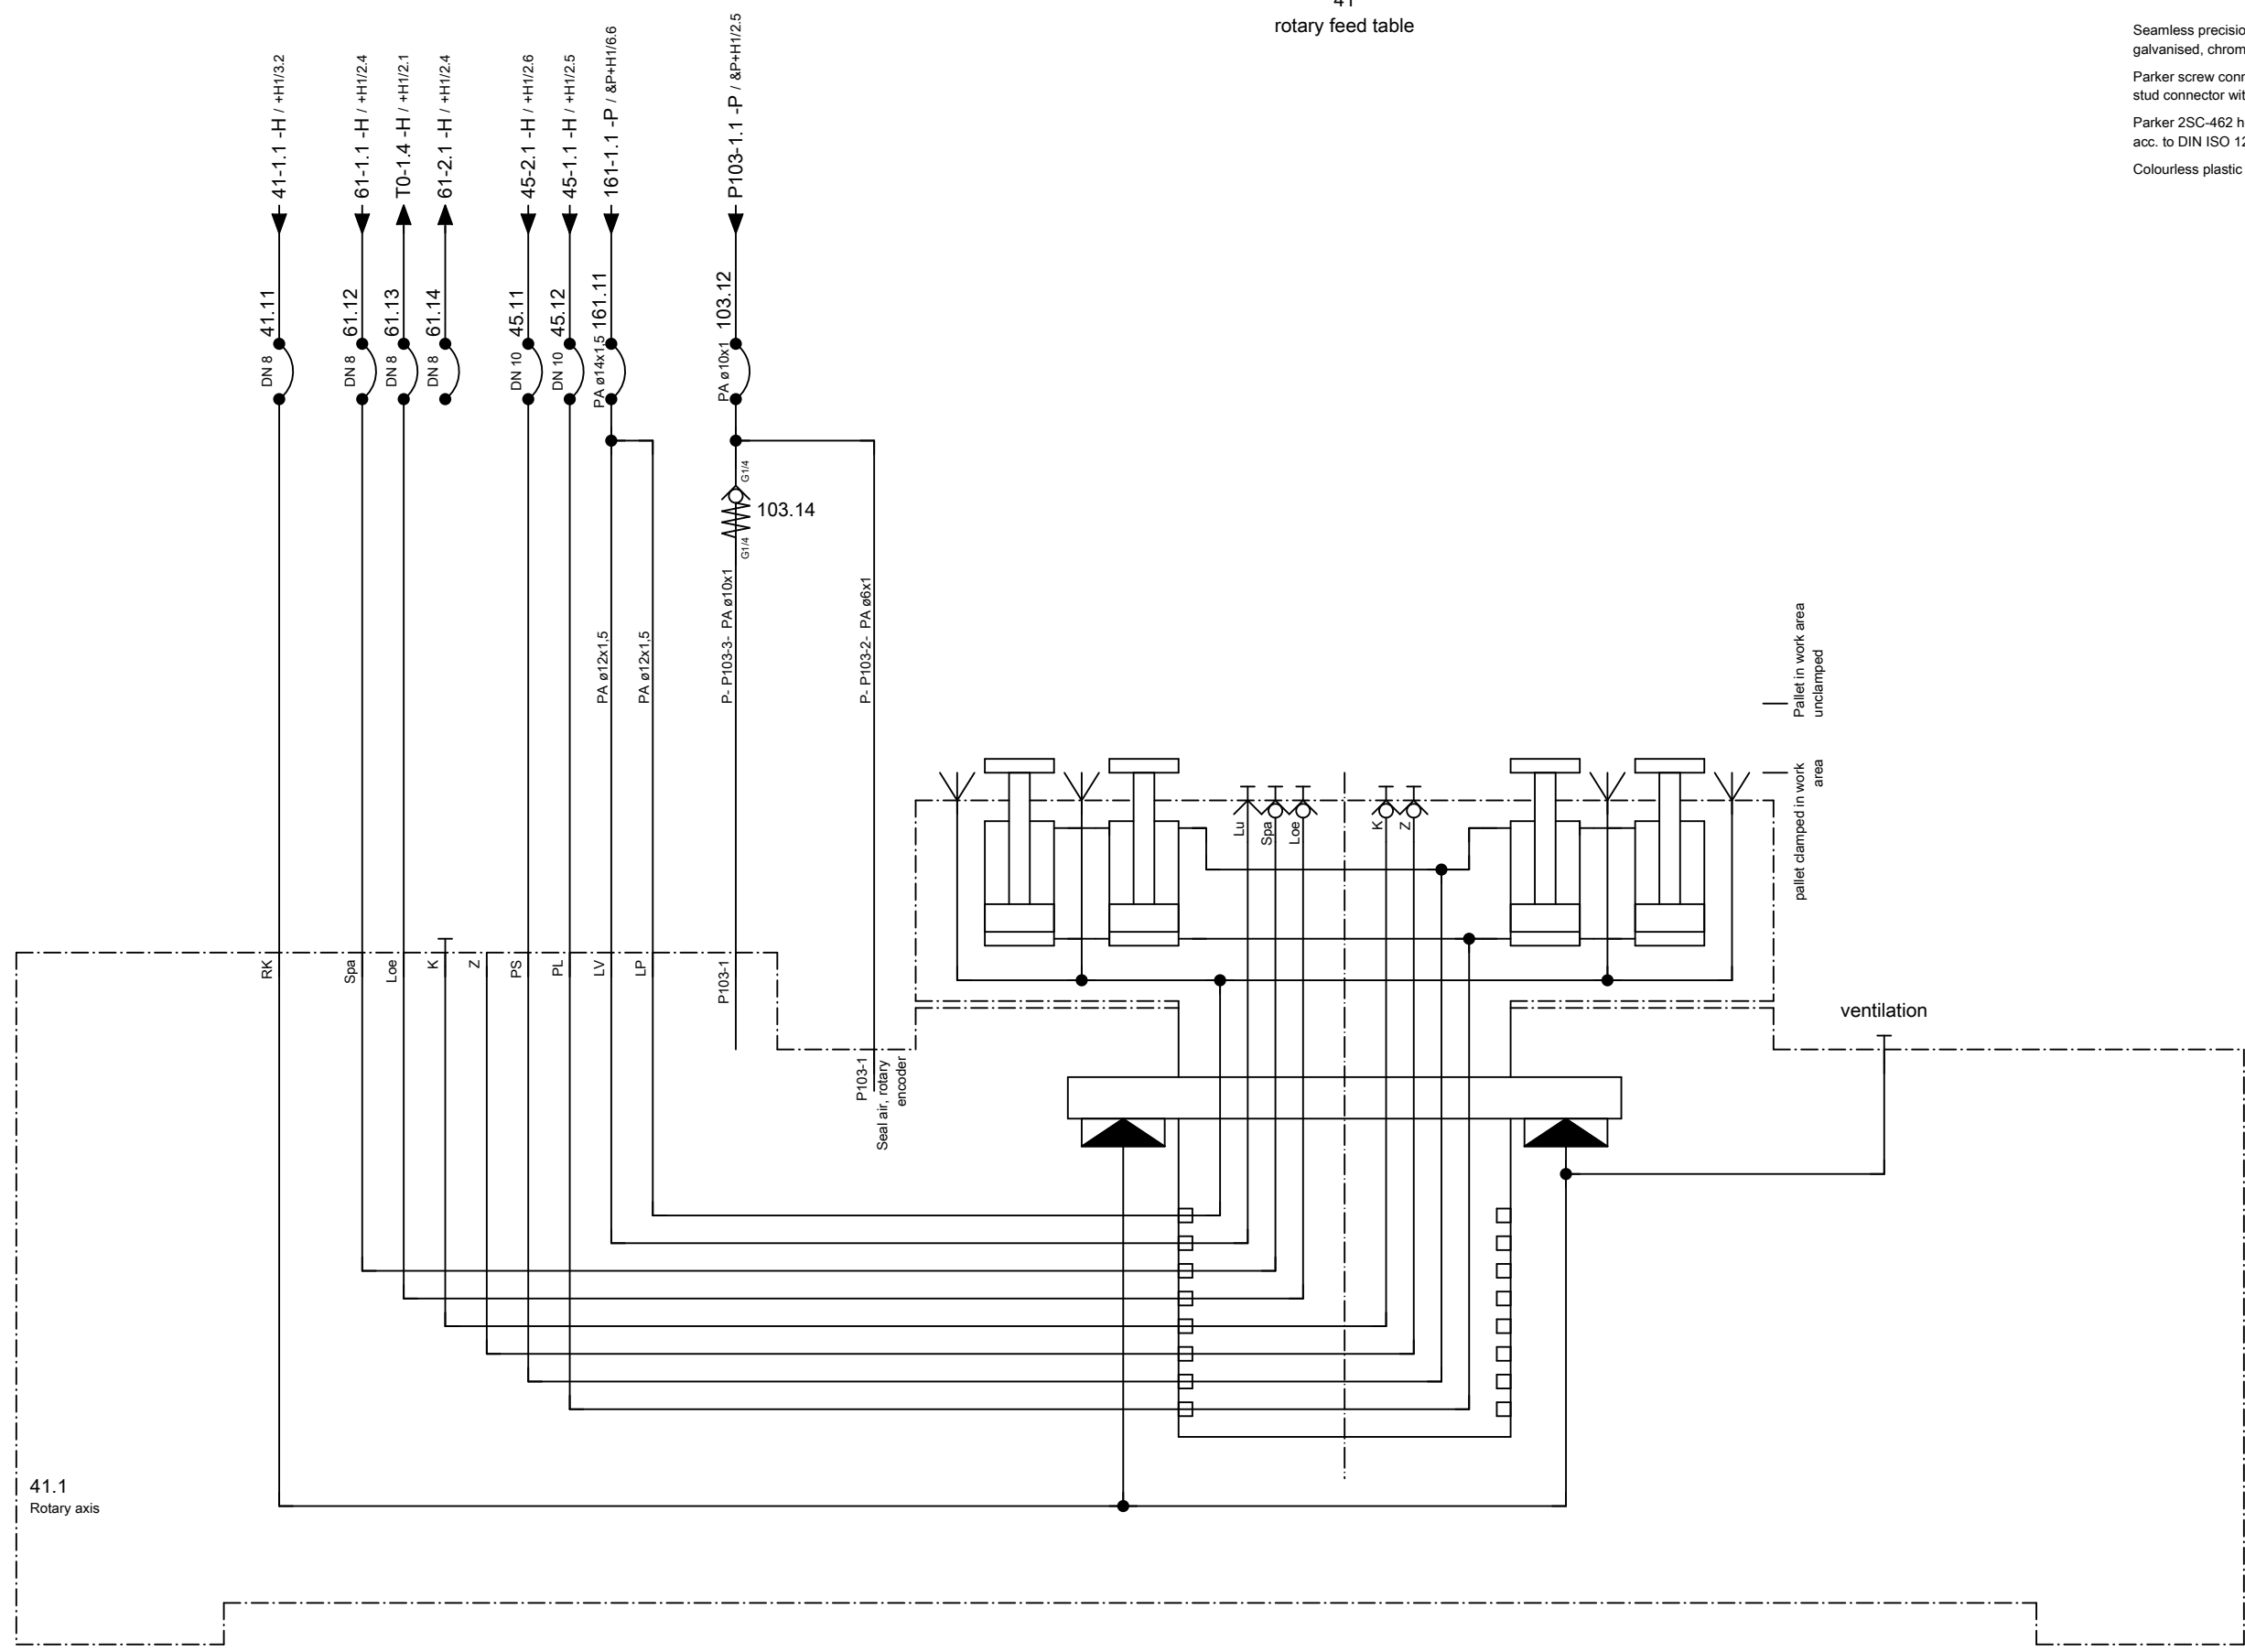 41
rotary feed table
Seamless precisio
galvanised, chrom
Parker screw conn
stud connector wit
Parker 2SC-462 h
acc. to DIN ISO 12
Colourless plastic
41-1.1 -H / +H1/3.2
61-1.1 -H / +H1/2.4
T0-1.4 -H / +H1/2.1
61-2.1 -H / +H1/2.4
45-2.1 -H / +H1/2.6
45-1.1 -H / +H1/2.5
161-1.1 -P / &P+H1/6.6
P103-1.1 -P / &P+H1/2.5
41.11
61.12
61.13
61.14
45.11
45.12
161.11
103.12
DN 8
DN 8
DN 8
DN 8
DN 10
DN 10
PA ø14x1,5
PA ø10x1
G1/4
103.14
G1/4
PA ø12x1,5
PA ø12x1,5
P- P103-3- PA ø10x1
P- P103-2- PA ø6x1
Pallet in work area
unclamped
pallet clamped in work
area
Lu
Spa
Loe
K
Z
RK
Spa
Loe
K
Z
PS
PL
LV
LP
P103-1
P103-1
Seal air, rotary
encoder
ventilation
41.1
Rotary axis